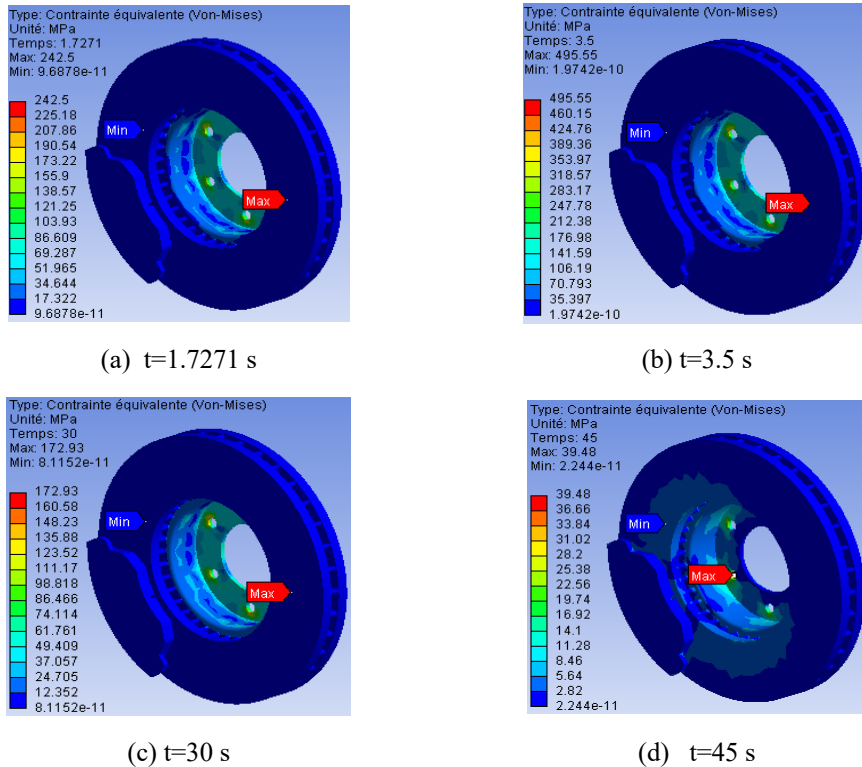 Type: Contrainte équivalente (Von-Mises)
Unité: MPa
Temps: 1.7271
Max: 242.5
Min: 9.6878e-11
242.5
225.18
207.86
190.54
173.22
155.9
138.57
121.25
103.93
86.609
69.287
51.965
34.644
17.322
9.6878e-11
Min
Max
(a) t=1.7271 s
Type: Contrainte équivalente (Von-Mises)
Unité: MPa
Temps: 3.5
Max: 495.55
Min: 1.9742e-10
495.55
460.15
424.76
389.36
353.97
318.57
283.17
247.78
212.38
176.98
141.59
106.19
70.793
35.397
1.9742e-10
Min
Max
(b) t=3.5 s
Type: Contrainte équivalente (Von-Mises)
Unité: MPa
Temps: 30
Max: 172.93
Min: 8.1152e-11
172.93
160.58
148.23
135.88
123.52
111.17
98.818
86.466
74.114
61.761
49.409
37.057
24.705
12.352
8.1152e-11
Min
Max
(c) t=30 s
Type: Contrainte équivalente (Von-Mises)
Unité: MPa
Temps: 45
Max: 39.48
Min: 2.244e-11
39.48
36.66
33.84
31.02
28.2
25.38
22.56
19.74
16.92
14.1
11.28
8.46
5.64
2.82
2.244e-11
Min
Max
(d) t=45 s